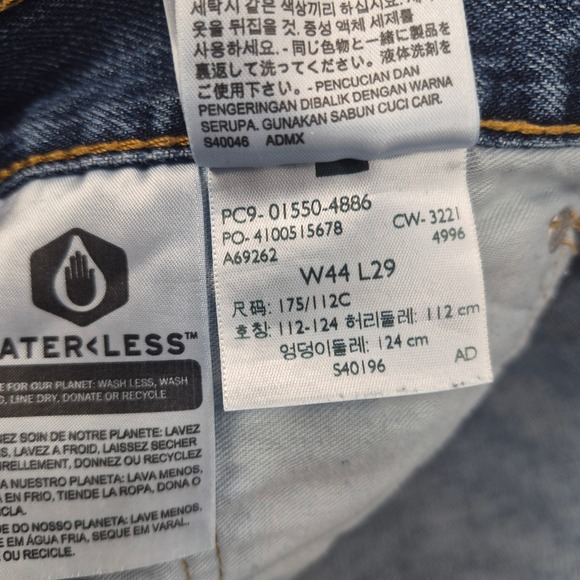 세탁시 같은 색상끼리 하십시오.
옷을 뒤집을 것. 중성 액체 세제를
사용하세요. - 同じ色物と一緒に製品を
裏返して洗ってください。液体洗剤を
ご使用下さい。- PENCUCIAN DAN
PENGERINGAN DIBALIK DENGAN WARNA
SERUPA. GUNAKAN SABUN CUCI CAIR.
S40046 ADMX
PC9- 01550-4886
PO- 4100515678 CW- 3221
A69262 4996
W44 L29
尺码: 175/112C
호칭: 112-124 허리둘레: 112 cm
엉덩이둘레: 124 cm
S40196 AD
ATER<LESS™
E FOR OUR PLANET: WASH LESS, WASH
LINE DRY, DONATE OR RECYCLE
NEZ SOIN DE NOTRE PLANETE: LAVEZ
S, LAVEZ A FROID, LAISSEZ SECHER
URELLEMENT, DONNEZ OU RECYCLEZ
A NUESTRO PLANETA: LAVA MENOS,
A EN FRIO, TIENDE LA ROPA, DONA O
CLA.
DE DO NOSSO PLANETA: LAVE MENOS,
EM ÁGUA FRIA, SEQUE EM VARAL,
OU RECICLE.